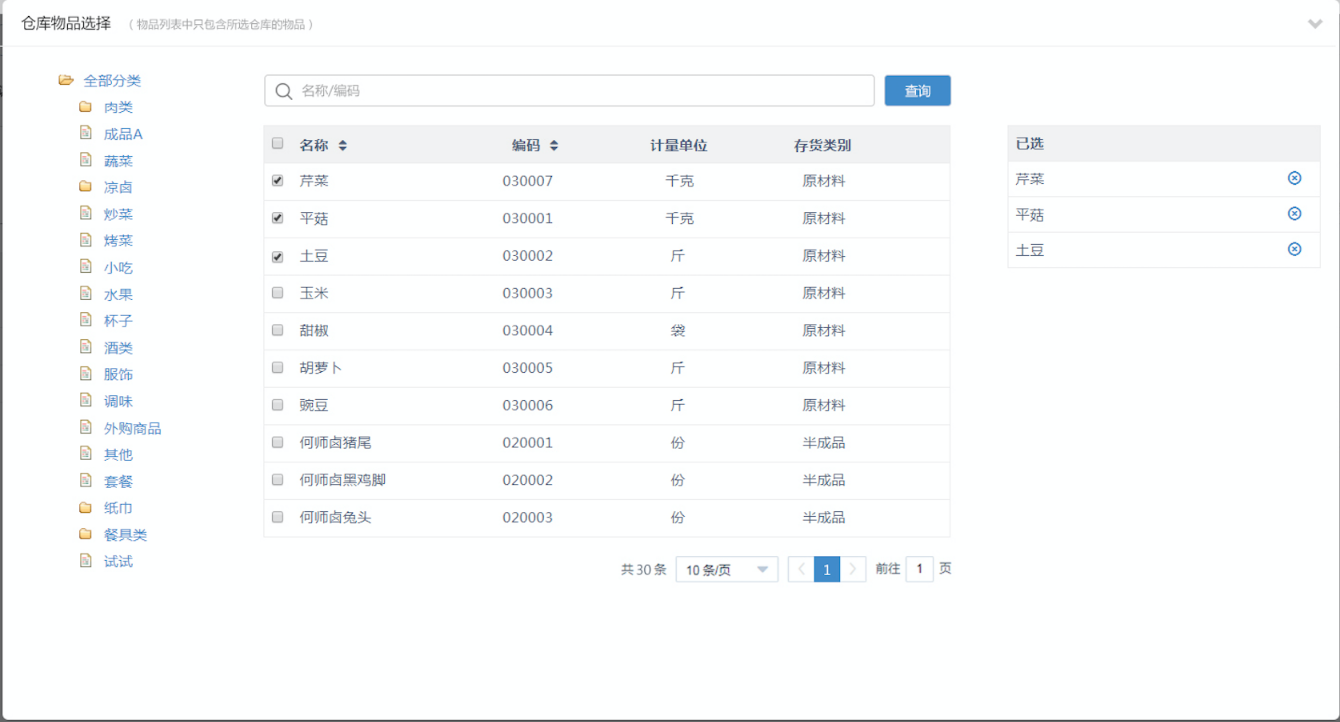 仓库物品选择 （ 物品列表中只包含所选仓库的物品 ）
全部分类
肉类
成品A
蔬菜
凉卤
炒菜
烤菜
小吃
水果
杯子
酒类
服饰
调味
外购商品
其他
套餐
纸巾
餐具类
试试
名称/编码 查询
名称 编码 计量单位 存货类别
芹菜 030007 千克 原材料
平菇 030001 千克 原材料
土豆 030002 斤 原材料
玉米 030003 斤 原材料
甜椒 030004 袋 原材料
胡萝卜 030005 斤 原材料
豌豆 030006 斤 原材料
何师卤猪尾 020001 份 半成品
何师卤黑鸡脚 020002 份 半成品
何师卤兔头 020003 份 半成品
共 30 条 10 条/页 1 前往 1 页
已选
芹菜
平菇
土豆